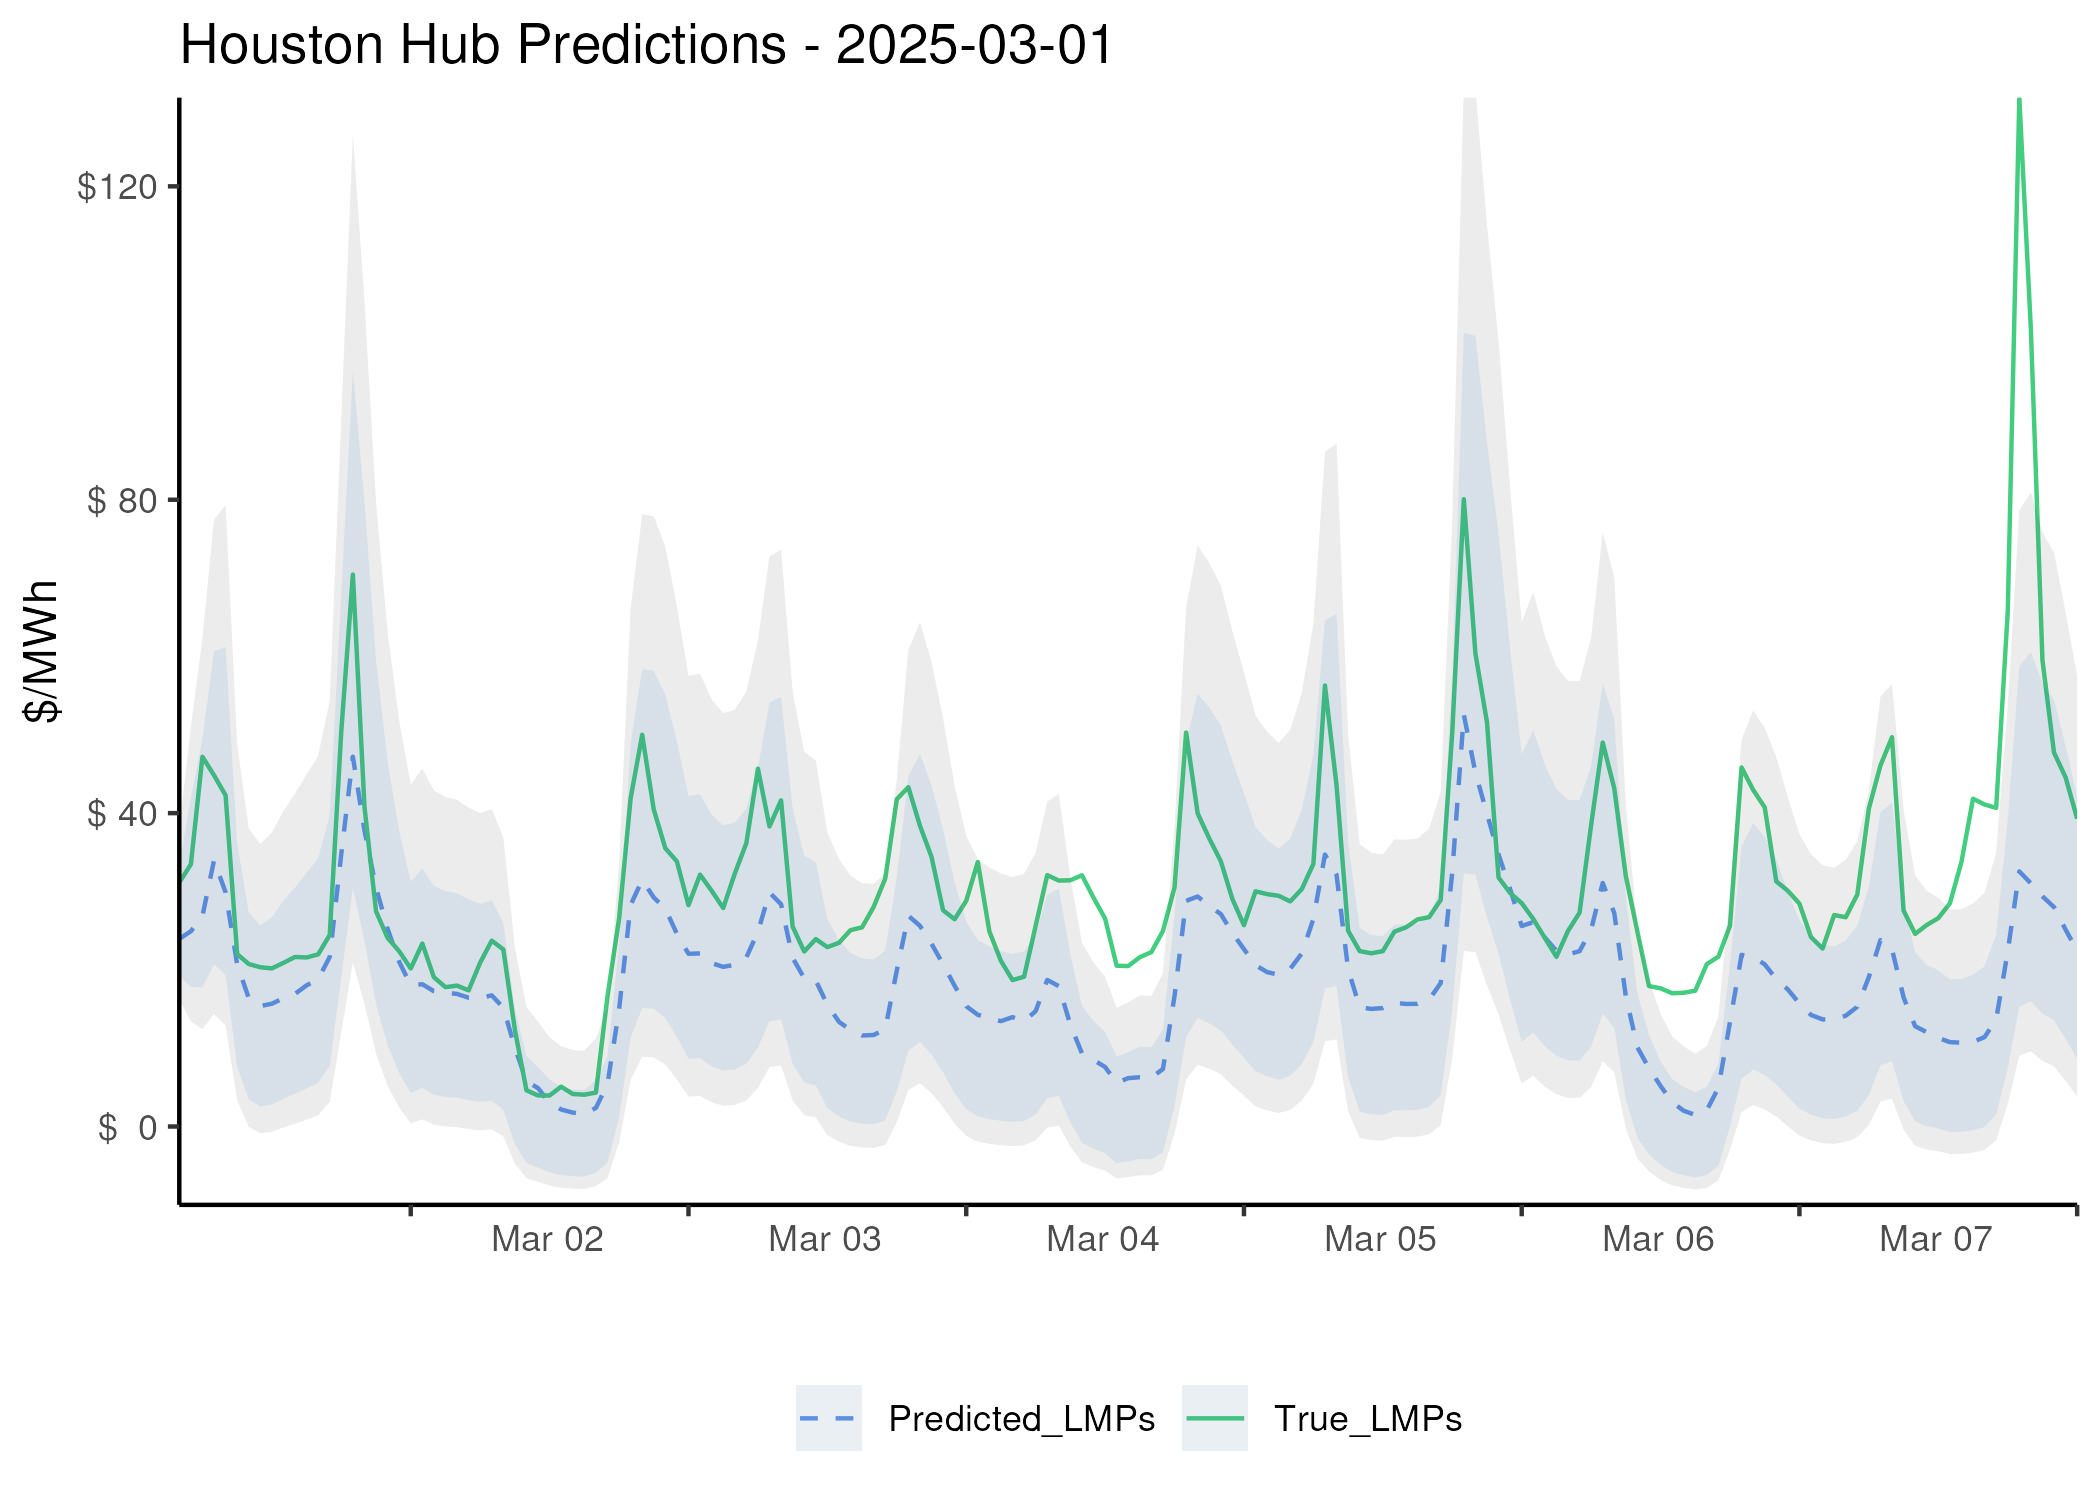 Houston Hub Predictions - 2025-03-01
$120
$ 80
$ 40
$  0
$/MWh
Mar 02 Mar 03 Mar 04 Mar 05 Mar 06 Mar 07
Predicted_LMPs True_LMPs